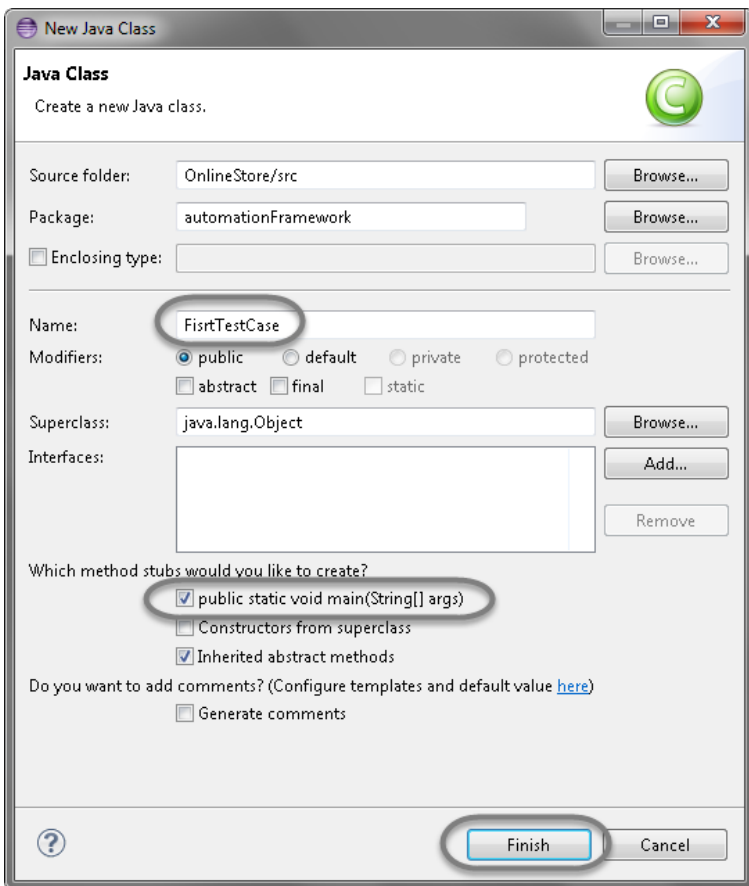 New Java Class
Java Class
Create a new Java class.
C
Source folder: OnlineStore/src Browse...
Package: automationFramework Browse...
Enclosing type: Browse...
Name: FisrtTestCase
Modifiers: public default private protected
abstract final static
Superclass: java.lang.Object Browse...
Interfaces: Add...
Remove
Which method stubs would you like to create?
public static void main(String[] args)
Constructors from superclass
Inherited abstract methods
Do you want to add comments? (Configure templates and default value here)
Generate comments
? Finish Cancel